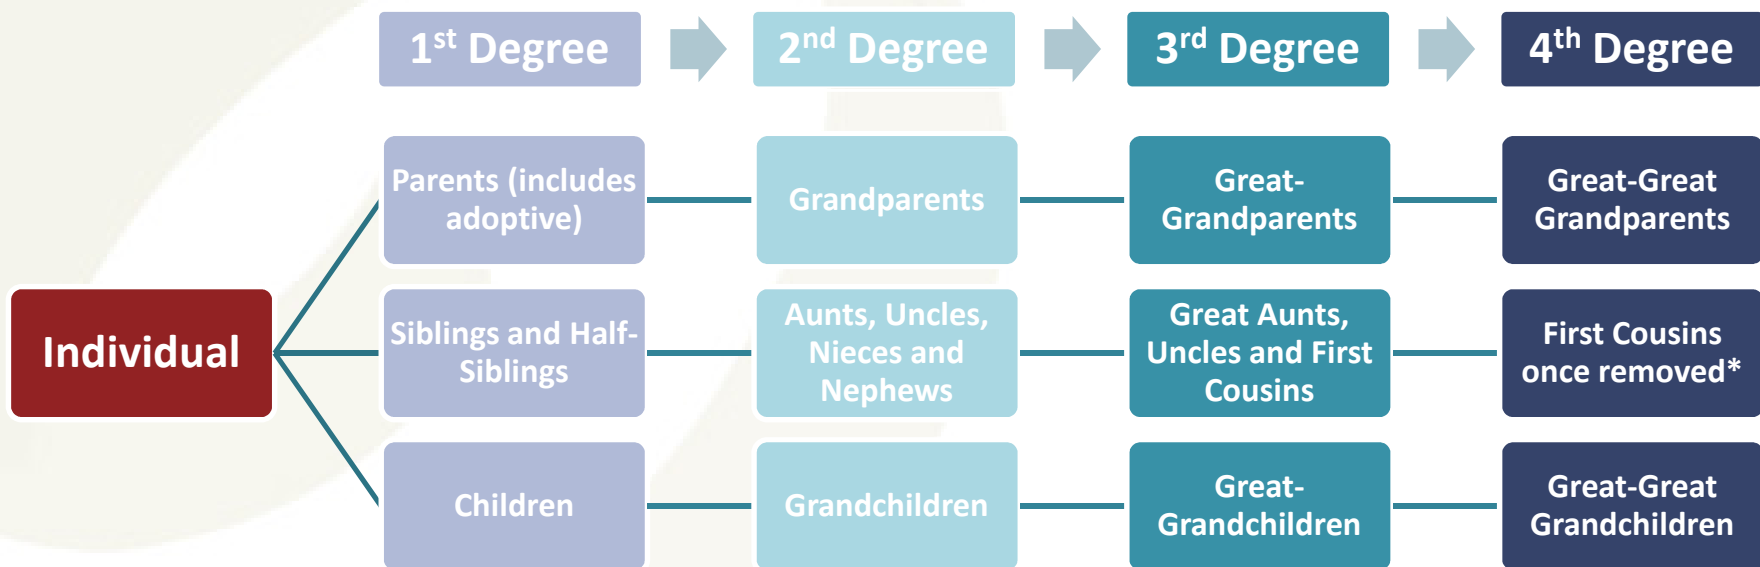 1st Degree
2nd Degree
3rd Degree
4th Degree
Parents (includes
adoptive)
Grandparents
Great-
Grandparents
Great-Great
Grandparents
Individual
Siblings and Half-
Siblings
Aunts, Uncles,
Nieces and
Nephews
Great Aunts,
Uncles and First
Cousins
First Cousins
once removed*
Children
Grandchildren
Great-
Grandchildren
Great-Great
Grandchildren